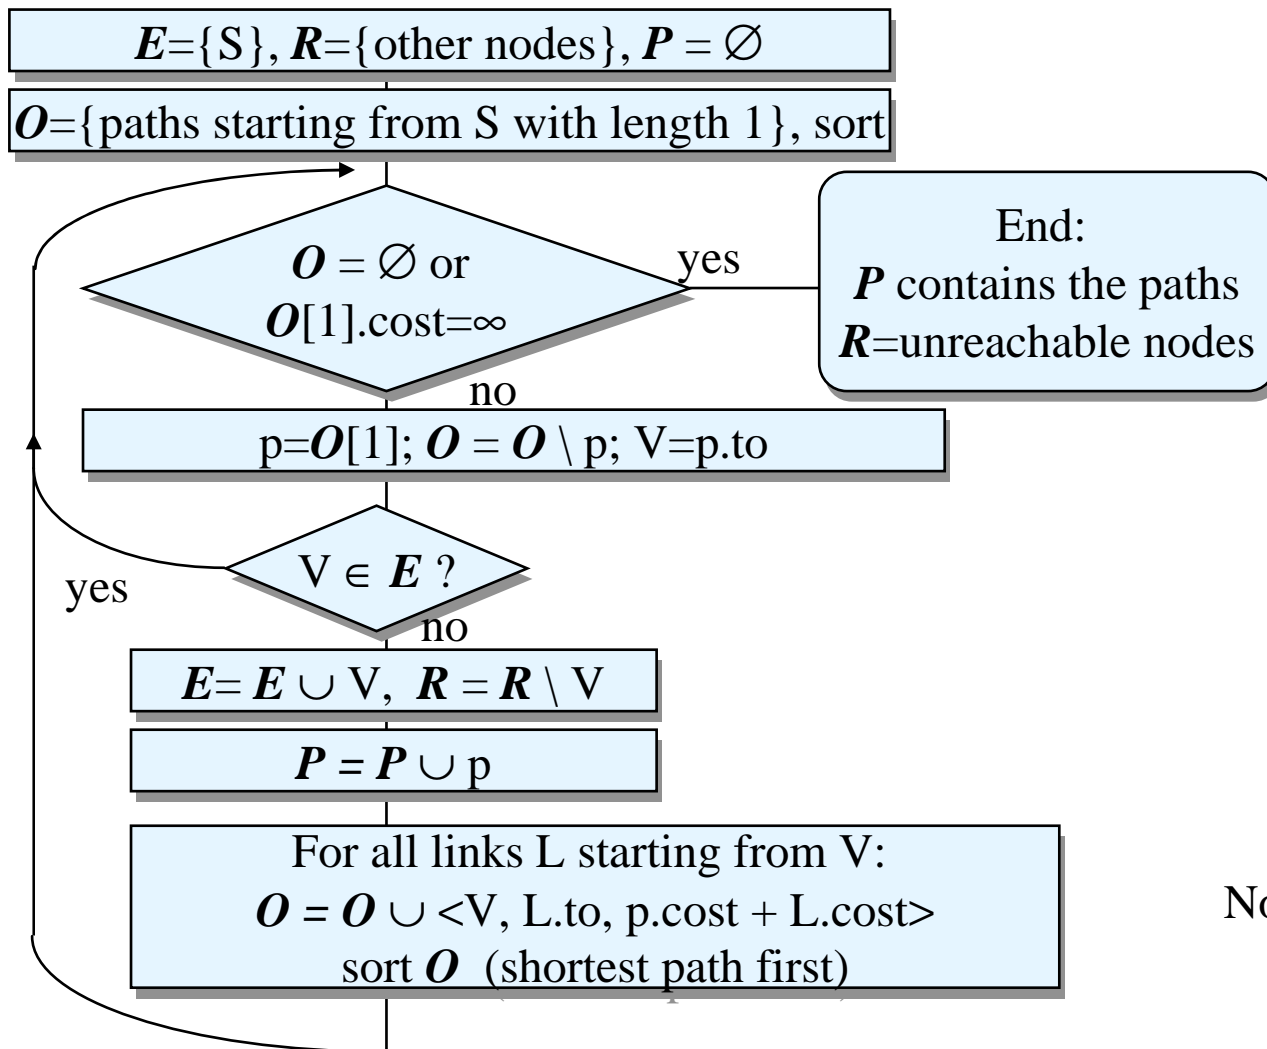 E={S}, R={other nodes}, P = ∅
O={paths starting from S with length 1}, sort
O = ∅ or
O[1].cost=∞
yes
End:
P contains the paths
R=unreachable nodes
no
p=O[1]; O = O \ p; V=p.to
V ∈ E ?
yes
no
E= E ∪ V, R = R \ V
P = P ∪ p
For all links L starting from V:
O = O ∪ <V, L.to, p.cost + L.cost>
sort O (shortest path first)